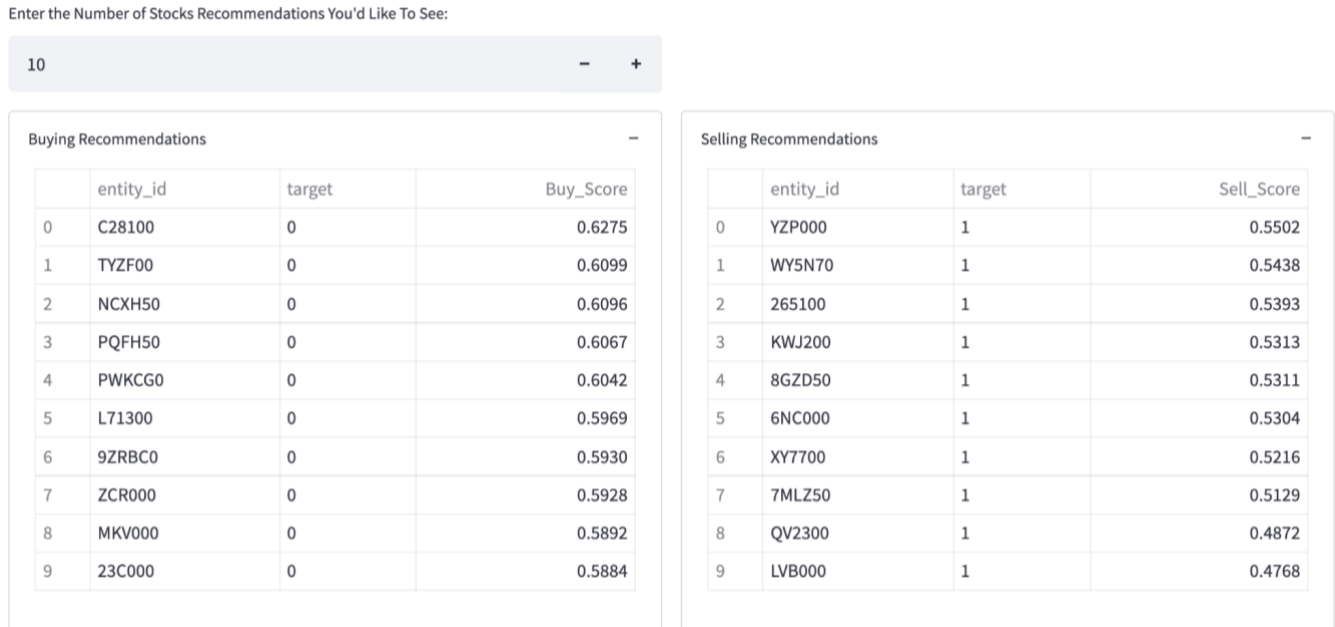 Enter the Number of Stocks Recommendations You'd Like To See:
10 − +
Buying Recommendations −
entity_id target Buy_Score
0 C28100 0 0.6275
1 TYZF00 0 0.6099
2 NCXH50 0 0.6096
3 PQFH50 0 0.6067
4 PWKCG0 0 0.6042
5 L71300 0 0.5969
6 9ZRBC0 0 0.5930
7 ZCR000 0 0.5928
8 MKV000 0 0.5892
9 23C000 0 0.5884
Selling Recommendations −
entity_id target Sell_Score
0 YZP000 1 0.5502
1 WY5N70 1 0.5438
2 265100 1 0.5393
3 KWJ200 1 0.5313
4 8GZD50 1 0.5311
5 6NC000 1 0.5304
6 XY7700 1 0.5216
7 7MLZ50 1 0.5129
8 QV2300 1 0.4872
9 LVB000 1 0.4768